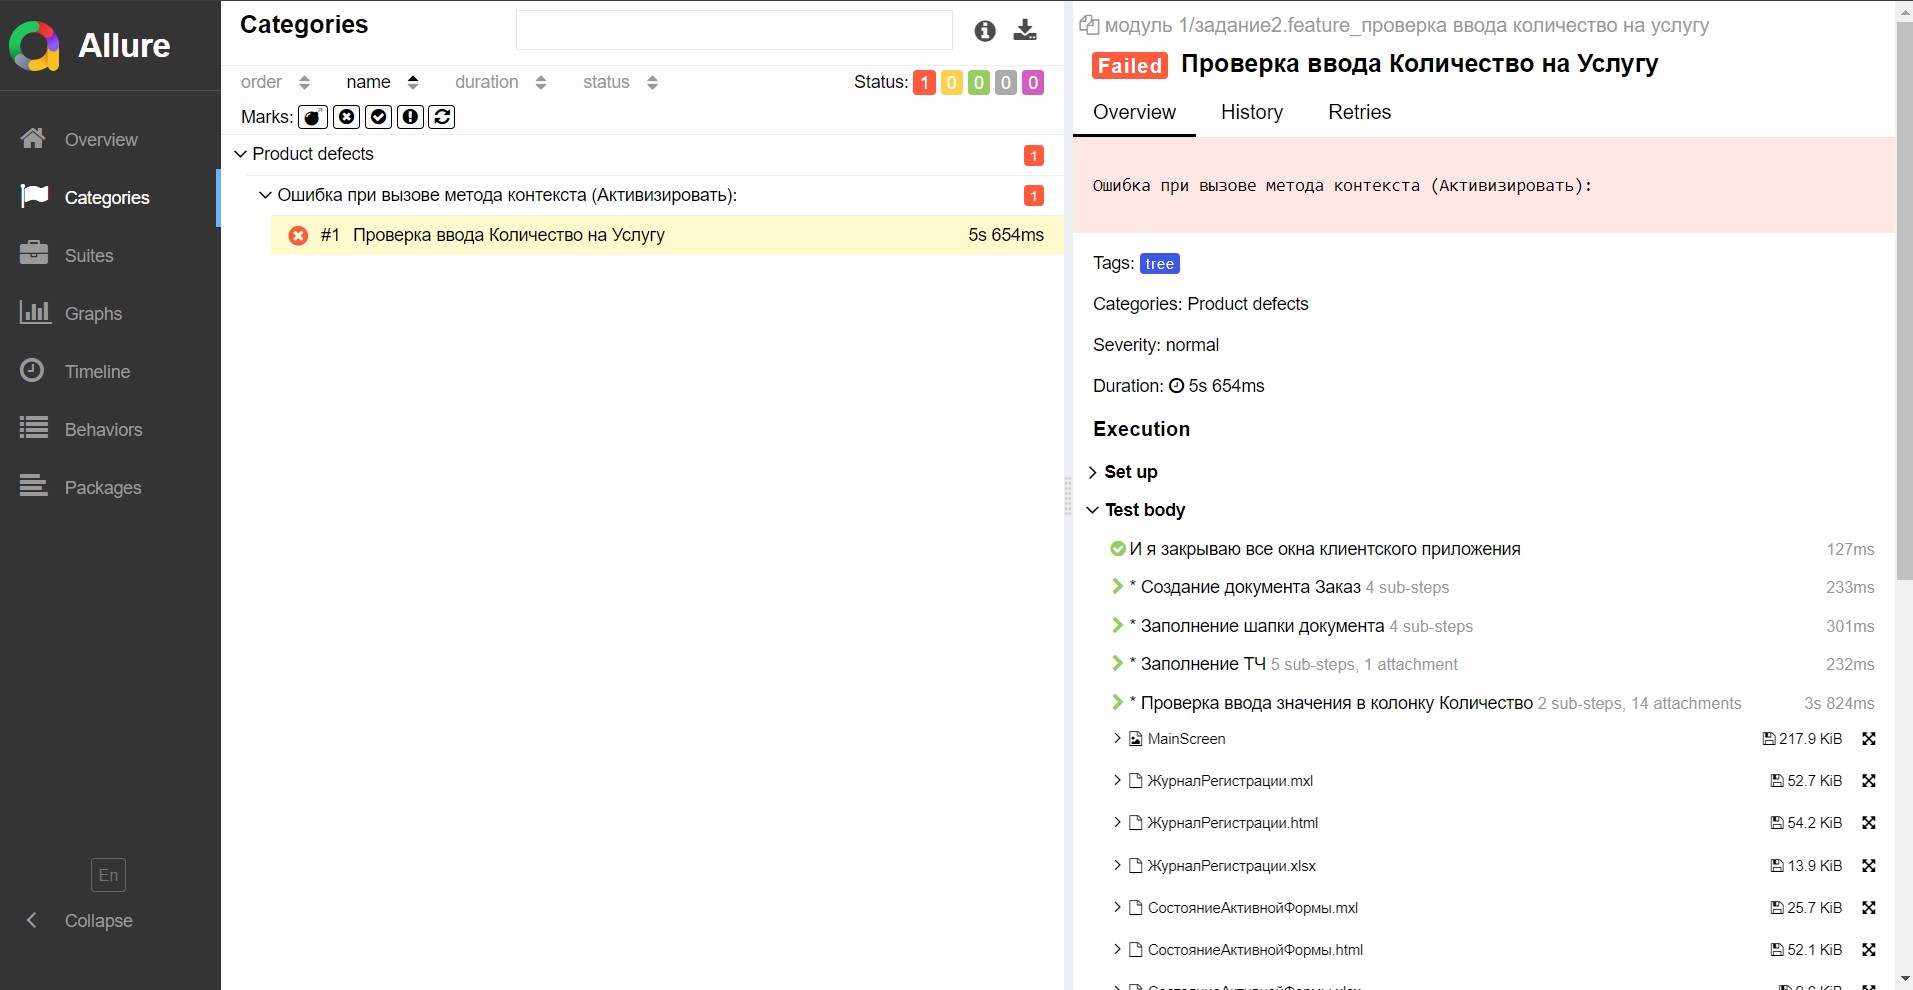 Allure
Overview
Categories
Suites
Graphs
Timeline
Behaviors
Packages
En
Collapse
Categories
order name duration status Status: 1 0 0 0 0
Marks:
Product defects 1
Ошибка при вызове метода контекста (Активизировать): 1
#1 Проверка ввода Количество на Услугу 5s 654ms
модуль 1/задание2.feature_проверка ввода количество на услугу
Failed Проверка ввода Количество на Услугу
Overview History Retries
Ошибка при вызове метода контекста (Активизировать):
Tags: tree
Categories: Product defects
Severity: normal
Duration: 5s 654ms
Execution
Set up
Test body
И я закрываю все окна клиентского приложения 127ms
* Создание документа Заказ 4 sub-steps 233ms
* Заполнение шапки документа 4 sub-steps 301ms
* Заполнение ТЧ 5 sub-steps, 1 attachment 232ms
* Проверка ввода значения в колонку Количество 2 sub-steps, 14 attachments 3s 824ms
MainScreen 217.9 KiB
ЖурналРегистрации.mxl 52.7 KiB
ЖурналРегистрации.html 54.2 KiB
ЖурналРегистрации.xlsx 13.9 KiB
СостояниеАктивнойФормы.mxl 25.7 KiB
СостояниеАктивнойФормы.html 52.1 KiB